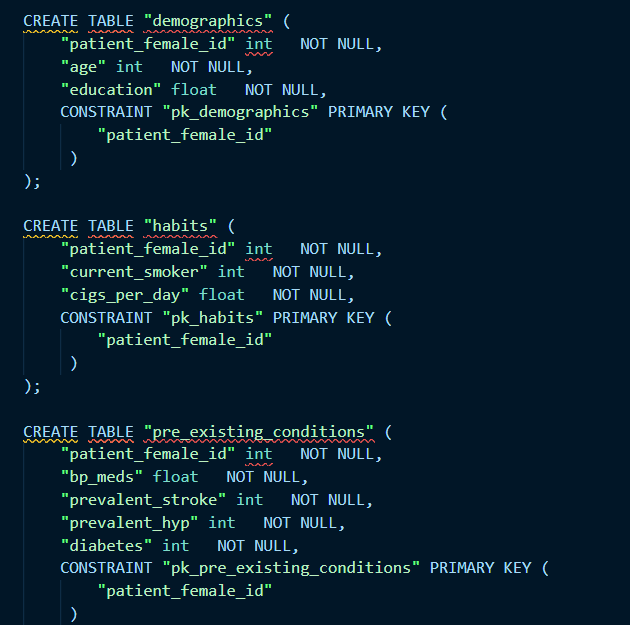 CREATE TABLE "demographics" (
"patient_female_id" int NOT NULL,
"age" int NOT NULL,
"education" float NOT NULL,
CONSTRAINT "pk_demographics" PRIMARY KEY (
"patient_female_id"
)
);
CREATE TABLE "habits" (
"patient_female_id" int NOT NULL,
"current_smoker" int NOT NULL,
"cigs_per_day" float NOT NULL,
CONSTRAINT "pk_habits" PRIMARY KEY (
"patient_female_id"
)
);
CREATE TABLE "pre_existing_conditions" (
"patient_female_id" int NOT NULL,
"bp_meds" float NOT NULL,
"prevalent_stroke" int NOT NULL,
"prevalent_hyp" int NOT NULL,
"diabetes" int NOT NULL,
CONSTRAINT "pk_pre_existing_conditions" PRIMARY KEY (
"patient_female_id"
)